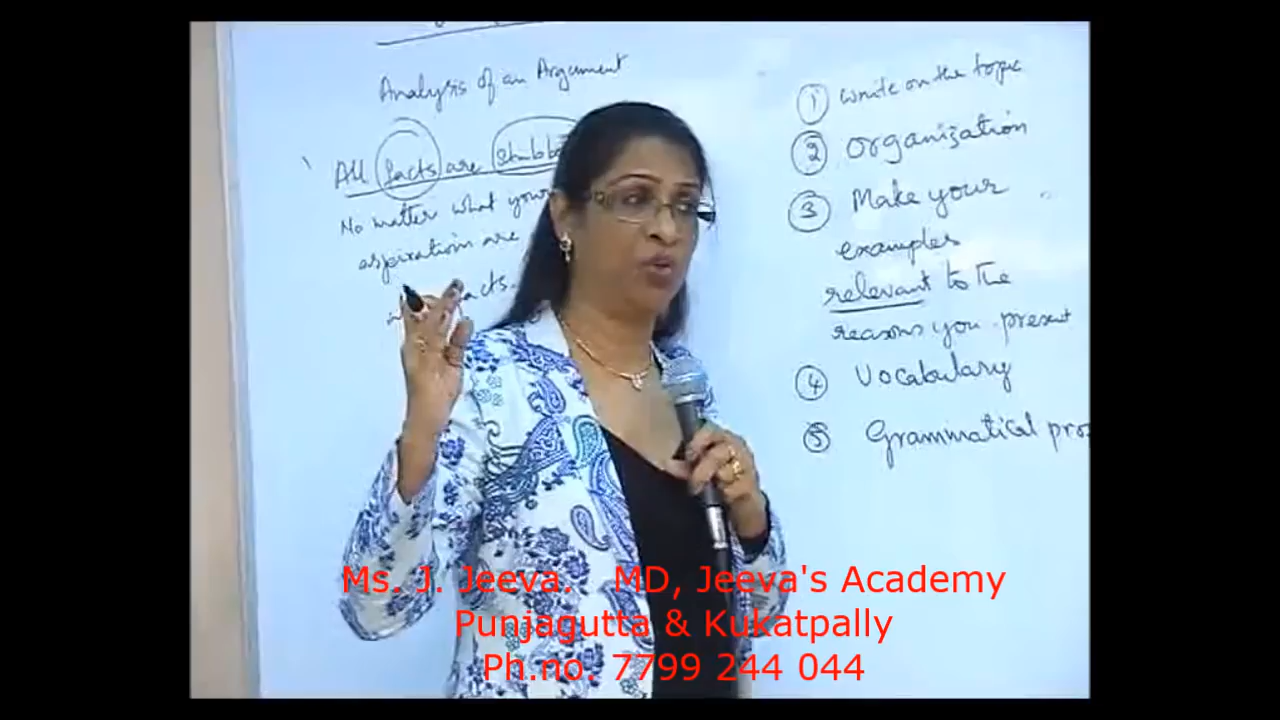 Analysis of an Argument
All facts are
No matter what your
aspiration are
① Write on the topic
② Organization
③ Make your
examples
relevant to the
reasons you present
④ Vocabulary
⑤ Grammatical
Ms. J. Jeeva. MD, Jeeva's Academy
Punjagutta & Kukatpally
Ph.no. 7799 244 044